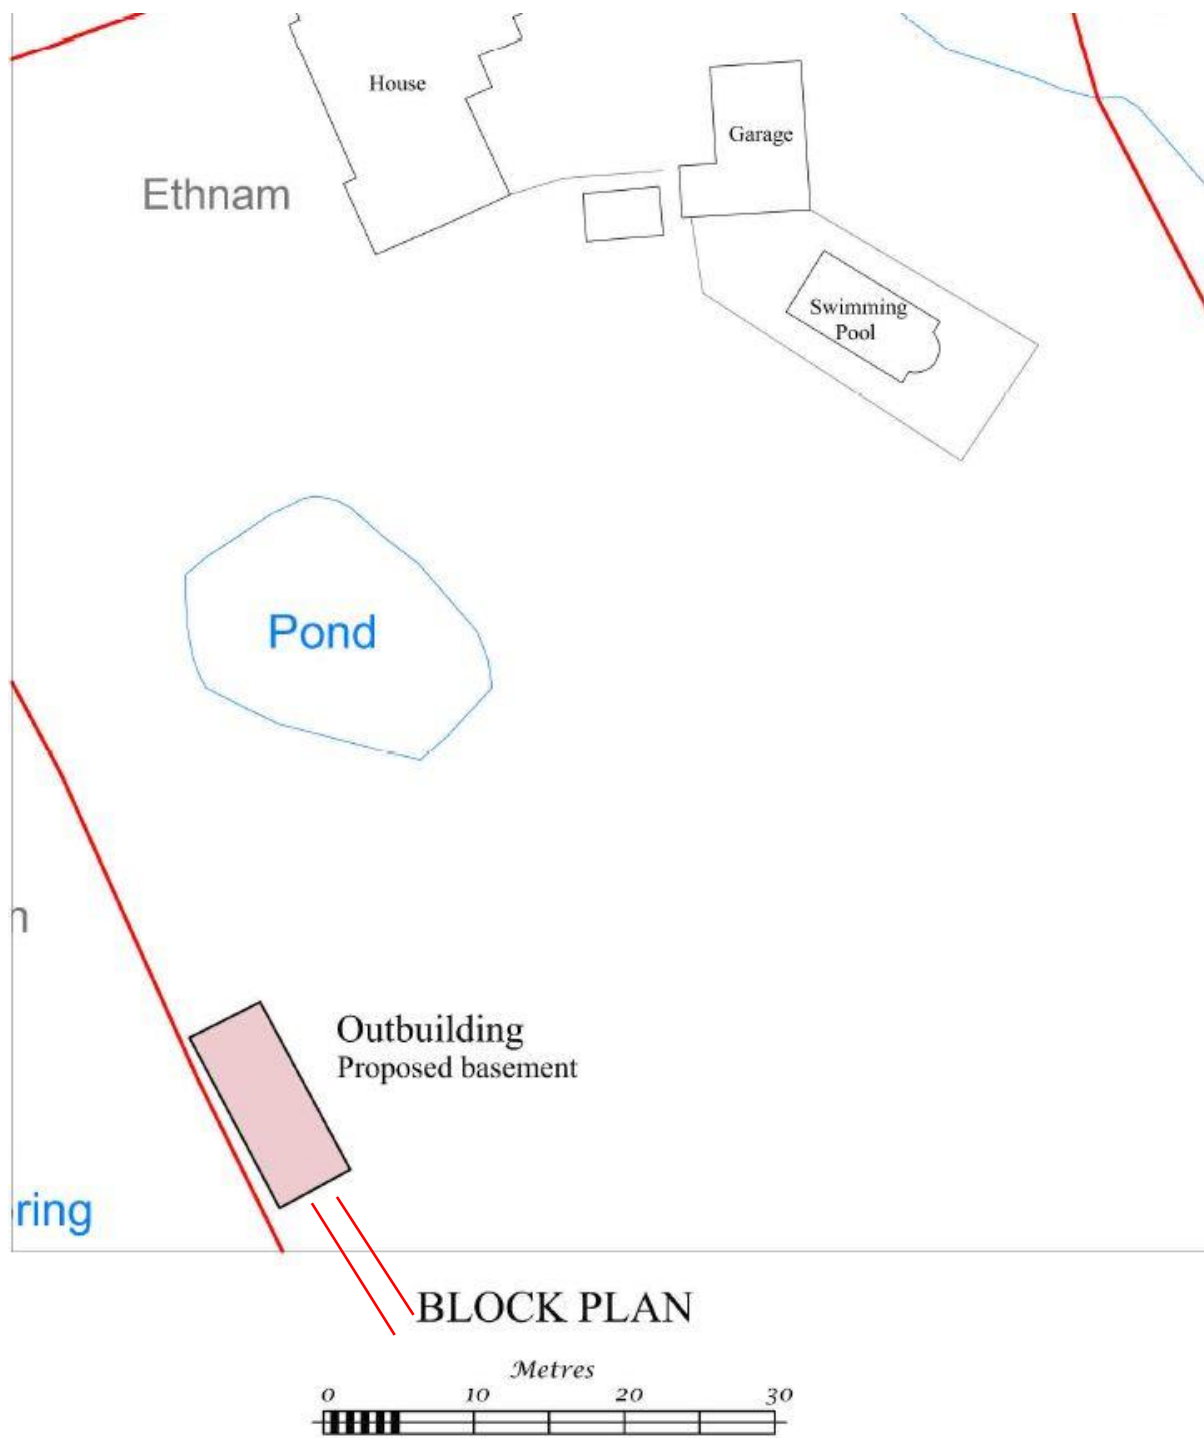 House
Garage
Ethnam
Swimming
Pool
Pond
n
Outbuilding
Proposed basement
ring
BLOCK PLAN
Metres
0 10 20 30